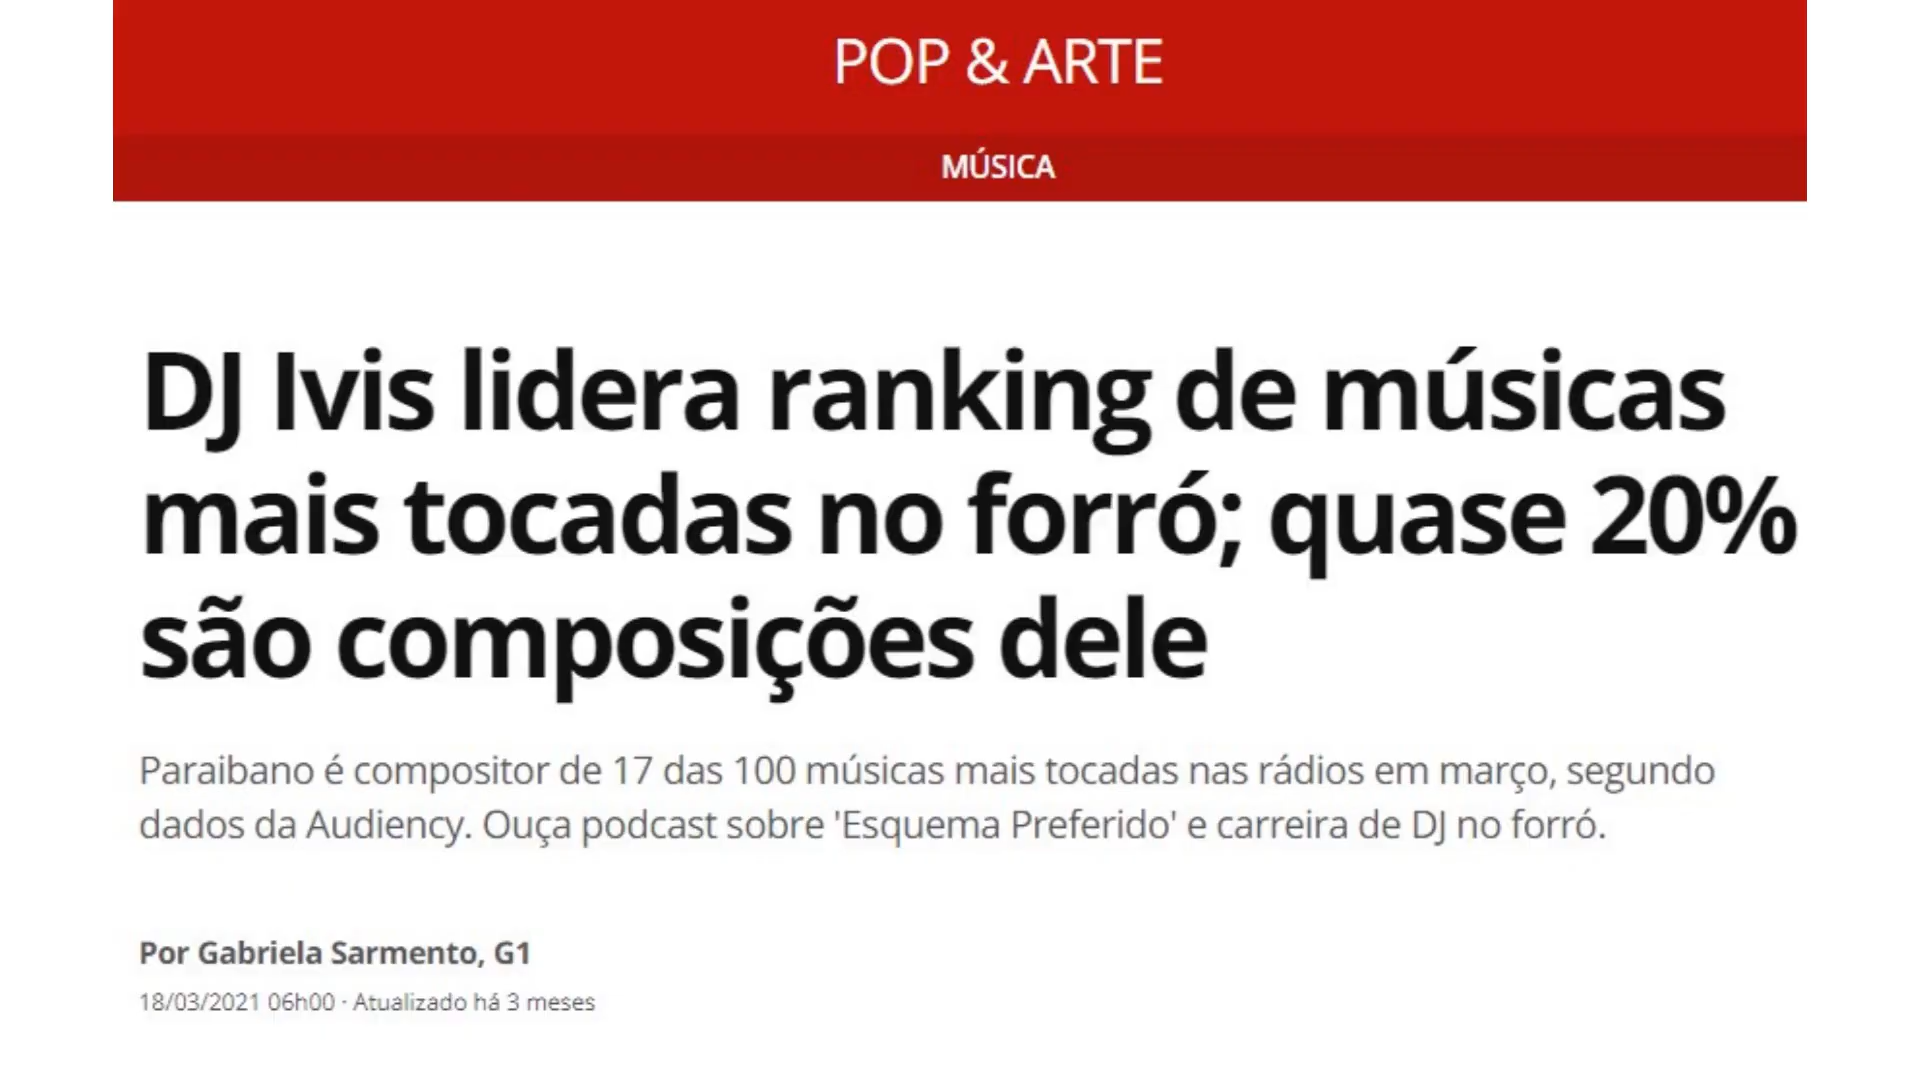 POP & ARTE
MÚSICA
DJ Ivis lidera ranking de músicas
mais tocadas no forró; quase 20%
são composições dele
Paraibano é compositor de 17 das 100 músicas mais tocadas nas rádios em março, segundo
dados da Audiency. Ouça podcast sobre 'Esquema Preferido' e carreira de DJ no forró.
Por Gabriela Sarmento, G1
18/03/2021 06h00 · Atualizado há 3 meses